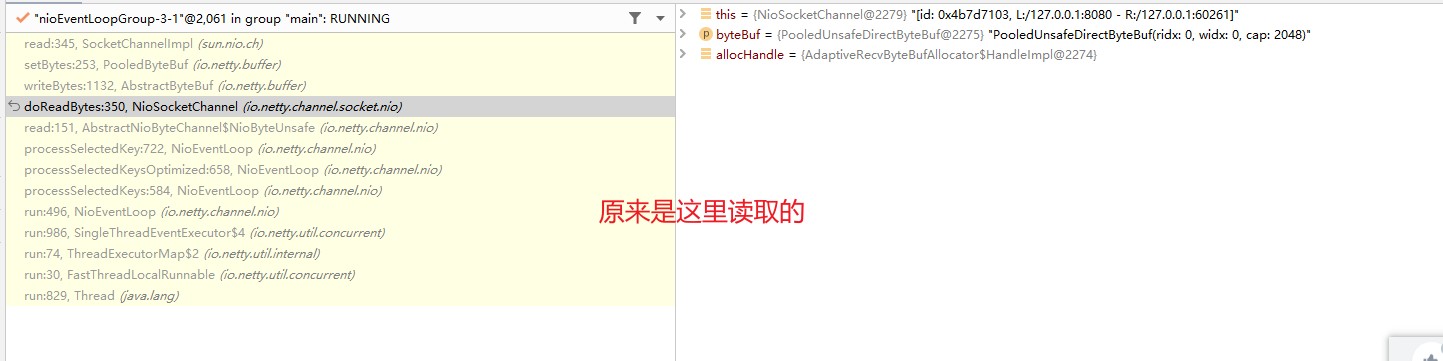 "nioEventLoopGroup-3-1"@2,061 in group "main": RUNNING
read:345, SocketChannelImpl (sun.nio.ch)
setBytes:253, PooledByteBuf (io.netty.buffer)
writeBytes:1132, AbstractByteBuf (io.netty.buffer)
doReadBytes:350, NioSocketChannel (io.netty.channel.socket.nio)
read:151, AbstractNioByteChannel$NioByteUnsafe (io.netty.channel.nio)
processSelectedKey:722, NioEventLoop (io.netty.channel.nio)
processSelectedKeysOptimized:658, NioEventLoop (io.netty.channel.nio)
processSelectedKeys:584, NioEventLoop (io.netty.channel.nio)
run:496, NioEventLoop (io.netty.channel.nio)
run:986, SingleThreadEventExecutor$4 (io.netty.util.concurrent)
run:74, ThreadExecutorMap$2 (io.netty.util.internal)
run:30, FastThreadLocalRunnable (io.netty.util.concurrent)
run:829, Thread (java.lang)
this = {NioSocketChannel@2279} "[id: 0x4b7d7103, L:/127.0.0.1:8080 - R:/127.0.0.1:60261]"
p byteBuf = {PooledUnsafeDirectByteBuf@2275} "PooledUnsafeDirectByteBuf(ridx: 0, widx: 0, cap: 2048)"
allocHandle = {AdaptiveRecvByteBufAllocator$HandleImpl@2274}
原来是这里读取的